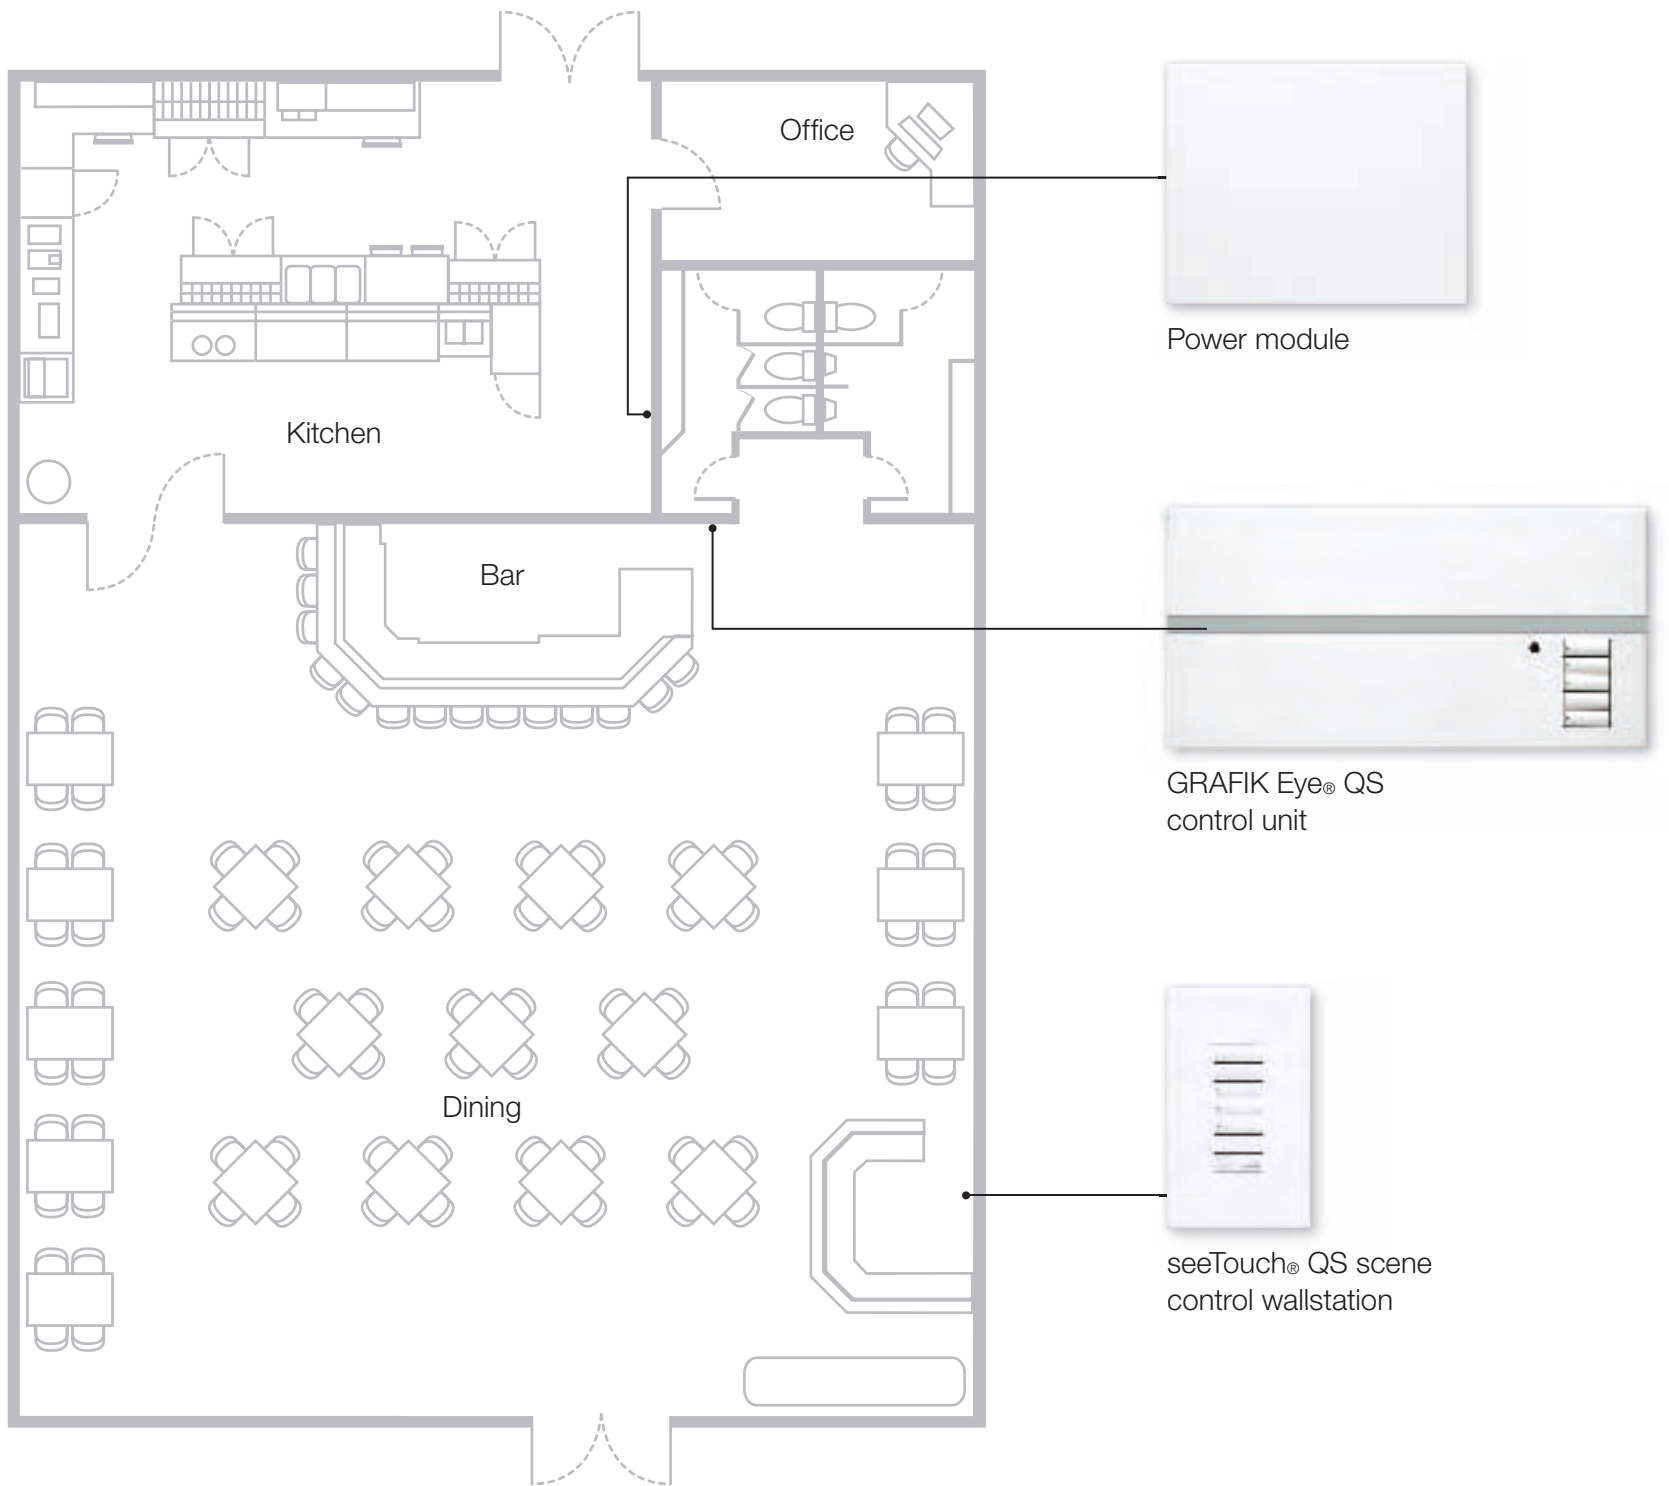 Office
Power module
Kitchen
Bar
GRAFIK Eye® QS
control unit
Dining
seeTouch® QS scene
control wallstation